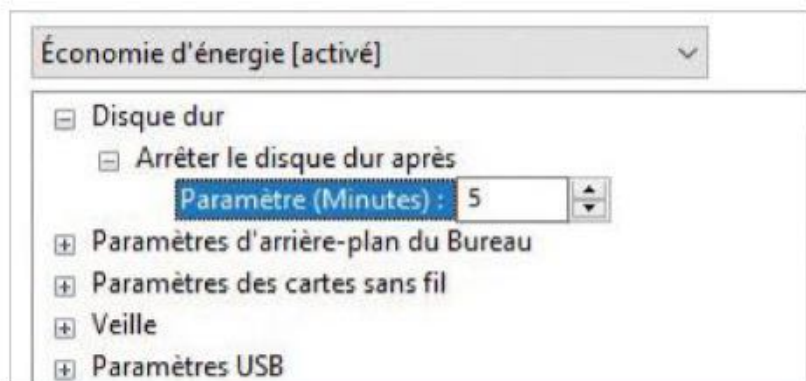 Économie d'énergie [activé]
Disque dur
Arrêter le disque dur après
Paramètre (Minutes) : 5
Paramètres d'arrière-plan du Bureau
Paramètres des cartes sans fil
Veille
Paramètres USB